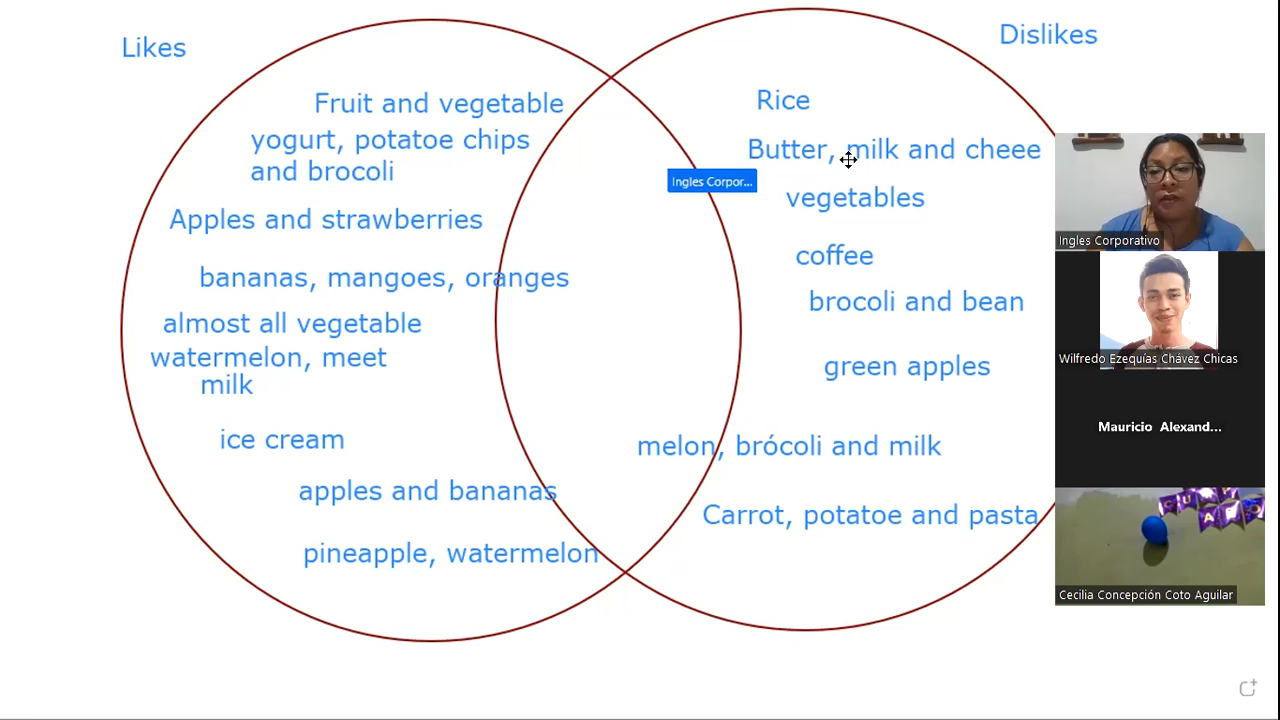 Likes
Fruit and vegetable
yogurt, potatoe chips
and brocoli
Apples and strawberries
bananas, mangoes, oranges
almost all vegetable
watermelon, meet
milk
ice cream
apples and bananas
pineapple, watermelon
Dislikes
Rice
Butter, milk and cheee
Ingles Corpor...
vegetables
coffee
brocoli and bean
green apples
melon, brócoli and milk
Carrot, potatoe and pasta
Ingles Corporativo
Wilfredo Ezequías Chávez Chicas
Mauricio Alexand...
Cecilia Concepción Coto Aguilar